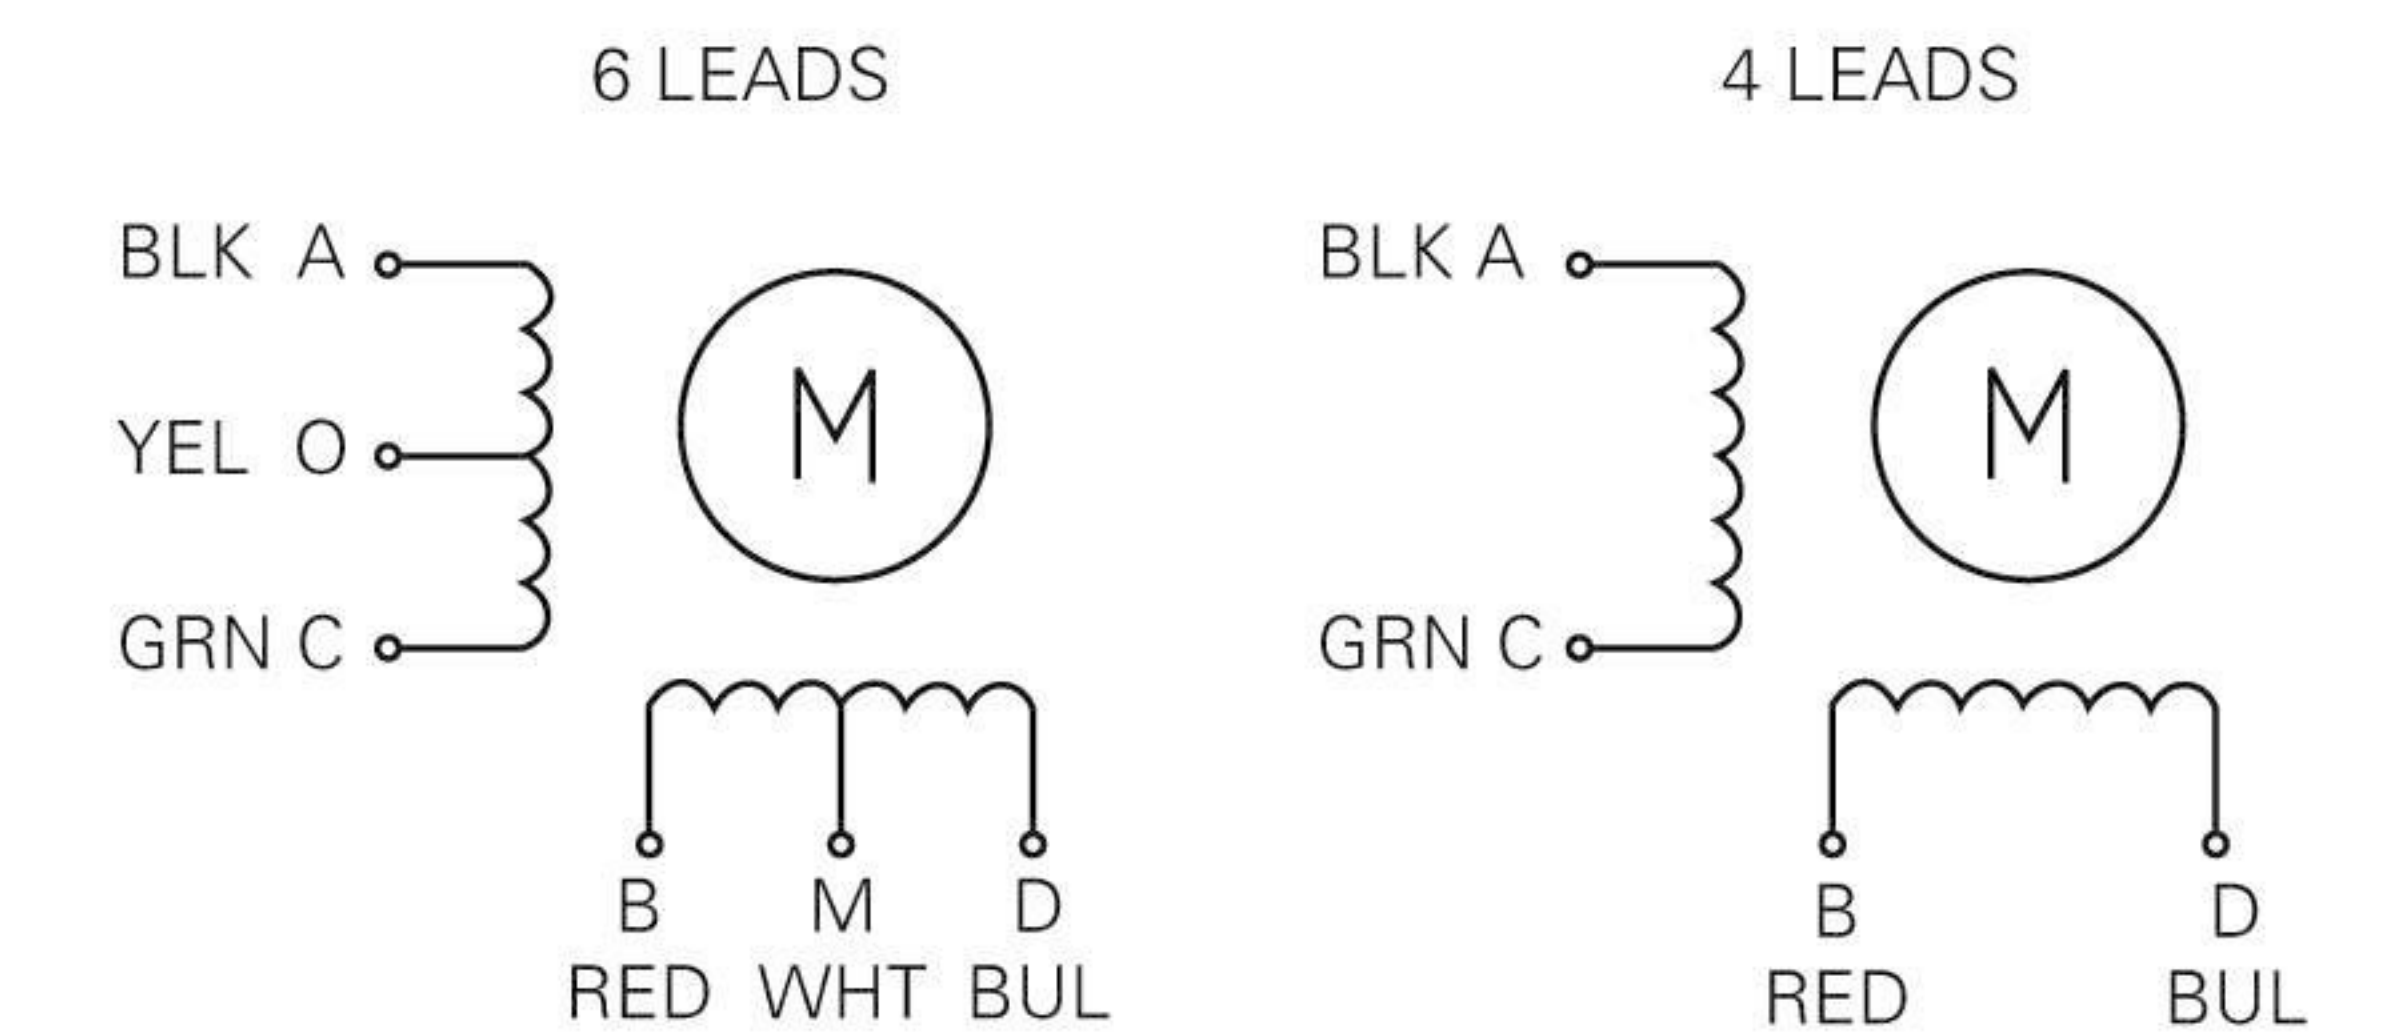 6 LEADS
BLK A
YEL O
GRN C
M
B M D
RED WHT BUL
4 LEADS
BLK A
GRN C
M
B D
RED BUL